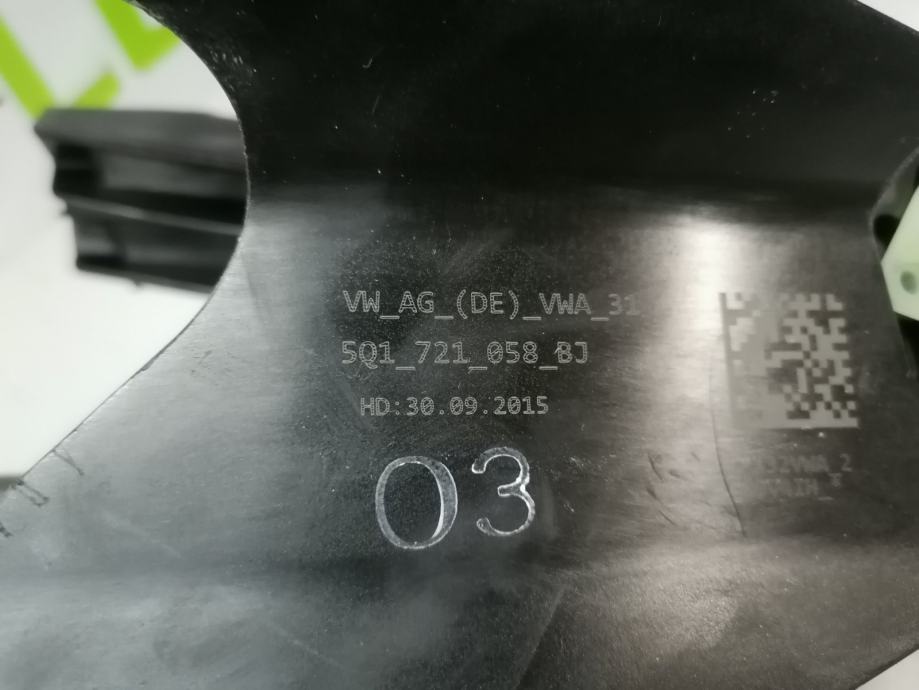 VW_AG_(DE)_VWA_31
5Q1_721_058_BJ
HD:30.09.2015
03